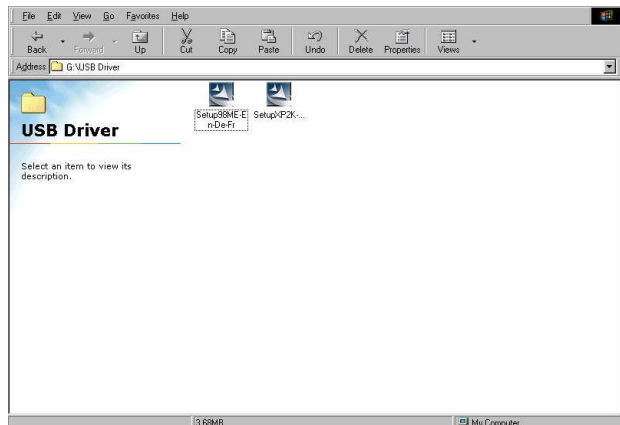 File Edit View Go Favorites Help
Back Forward Up Cut Copy Paste Undo Delete Properties Views
Address G:\USB Driver
Setup98ME-E
n-De-Fr
SetupXP2K-...
USB Driver
Select an item to view its
description.
3.68MB My Computer